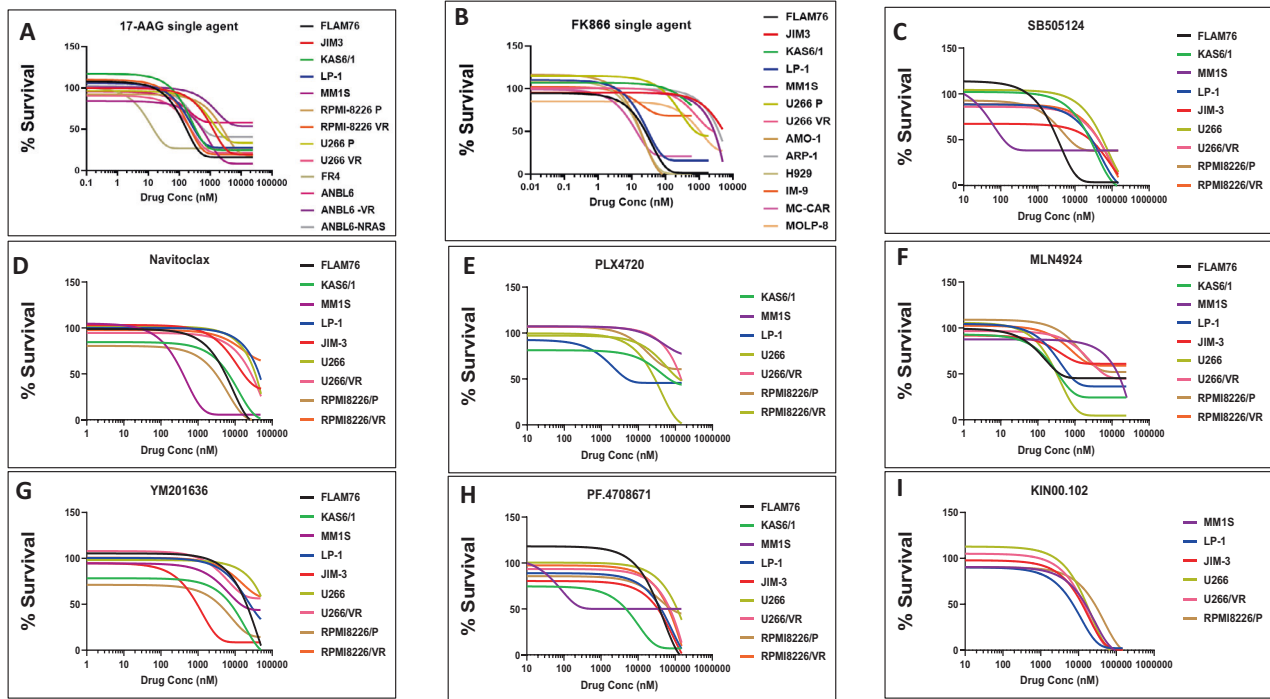 A
17-AAG single agent
% Survival
150
100
50
0
0.1
0.1
1
10
100
1000
10000
100000
Drug Conc (nM)
FLAM76
JIM3
KAS6/1
LP-1
MM1S
RPMI-8226 P
RPMI-8226 VR
U266 P
U266 VR
FR4
ANBL6
ANBL6 -VR
ANBL6-NRAS
B
FK866 single agent
% Survival
150
100
50
0
0.01
0.1
1
10
100
1000
10000
Drug Conc (nM)
FLAM76
JIM3
KAS6/1
LP-1
MM1S
U266 P
U266 VR
AMO-1
ARP-1
H929
IM-9
MC-CAR
MOLP-8
C
SB505124
% Survival
150
100
50
0
10
100
1000
10000
100000
1000000
Drug Conc (nM)
FLAM76
KAS6/1
MM1S
LP-1
JIM-3
U266
U266/VR
RPMI8226/P
RPMI8226/VR
D
Navitoclax
% Survival
150
100
50
0
1
10
100
1000
10000
100000
Drug Conc (nM)
FLAM76
KAS6/1
MM1S
LP-1
JIM-3
U266
U266/VR
RPMI8226/P
RPMI8226/VR
E
PLX4720
% Survival
150
100
50
0
10
100
1000
10000
100000
1000000
Drug Conc (nM)
KAS6/1
MM1S
LP-1
U266
U266/VR
RPMI8226/P
RPMI8226/VR
F
MLN4924
% Survival
150
100
50
0
1
10
100
1000
10000
100000
Drug Conc (nM)
FLAM76
KAS6/1
MM1S
LP-1
JIM-3
U266
U266/VR
RPMI8226/P
RPMI8226/VR
G
YM201636
% Survival
150
100
50
0
1
10
100
1000
10000
100000
Drug Conc (nM)
FLAM76
KAS6/1
MM1S
LP-1
JIM-3
U266
U266/VR
RPMI8226/P
RPMI8226/VR
H
PF.4708671
% Survival
150
100
50
0
10
100
1000
10000
100000
1000000
Drug Conc (nM)
FLAM76
KAS6/1
MM1S
LP-1
JIM-3
U266
U266/VR
RPMI8226/P
RPMI8226/VR
I
KIN00.102
% Survival
150
100
50
0
10
100
1000
10000
100000
1000000
Drug Conc (nM)
MM1S
LP-1
JIM-3
U266
U266/VR
RPMI8226/P